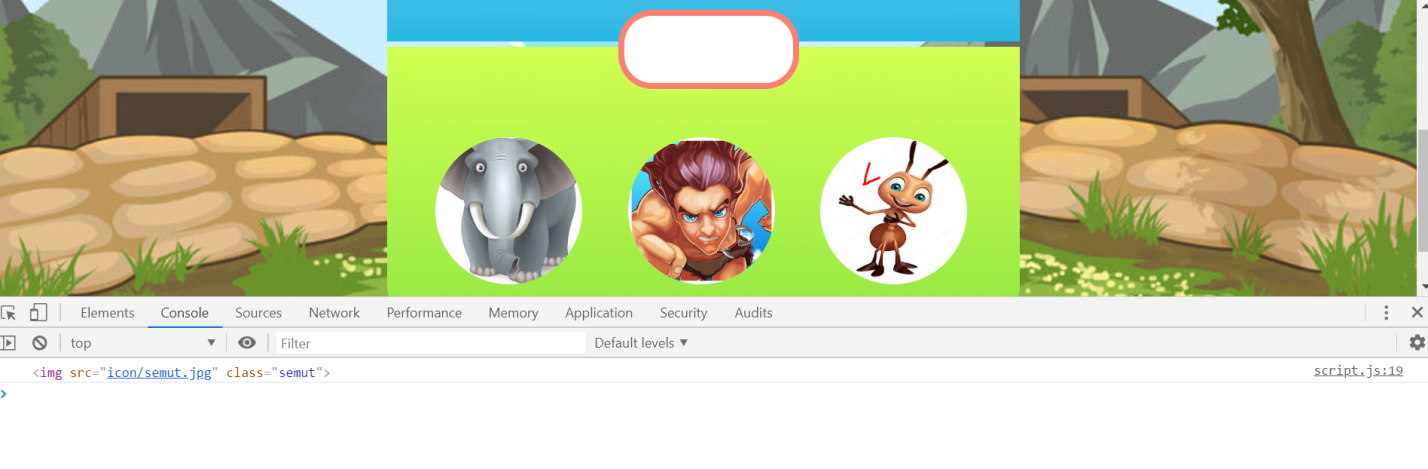 Elements Console Sources Network Performance Memory Application Security Audits
top Filter Default levels
<img src="icon/semut.jpg" class="semut"> script.js:19